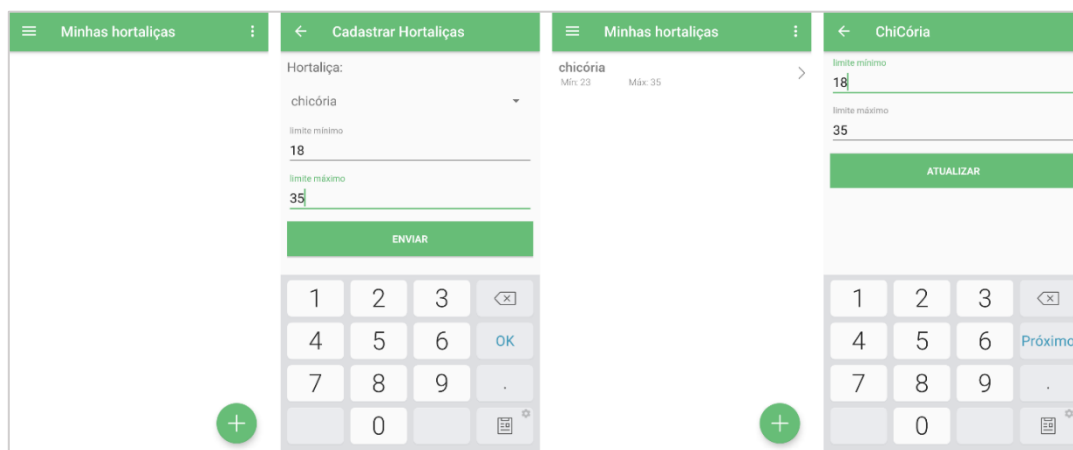 Minhas hortaliças
Cadastrar Hortaliças
Hortaliça:
chicória
limite mínimo
18
limite máximo
35
ENVIAR
1 2 3
4 5 6 OK
7 8 9 .
0
Minhas hortaliças
chicória
Mín: 23 Máx: 35
ChiCória
limite mínimo
18
limite máximo
35
ATUALIZAR
1 2 3
4 5 6 Próximo
7 8 9 .
0